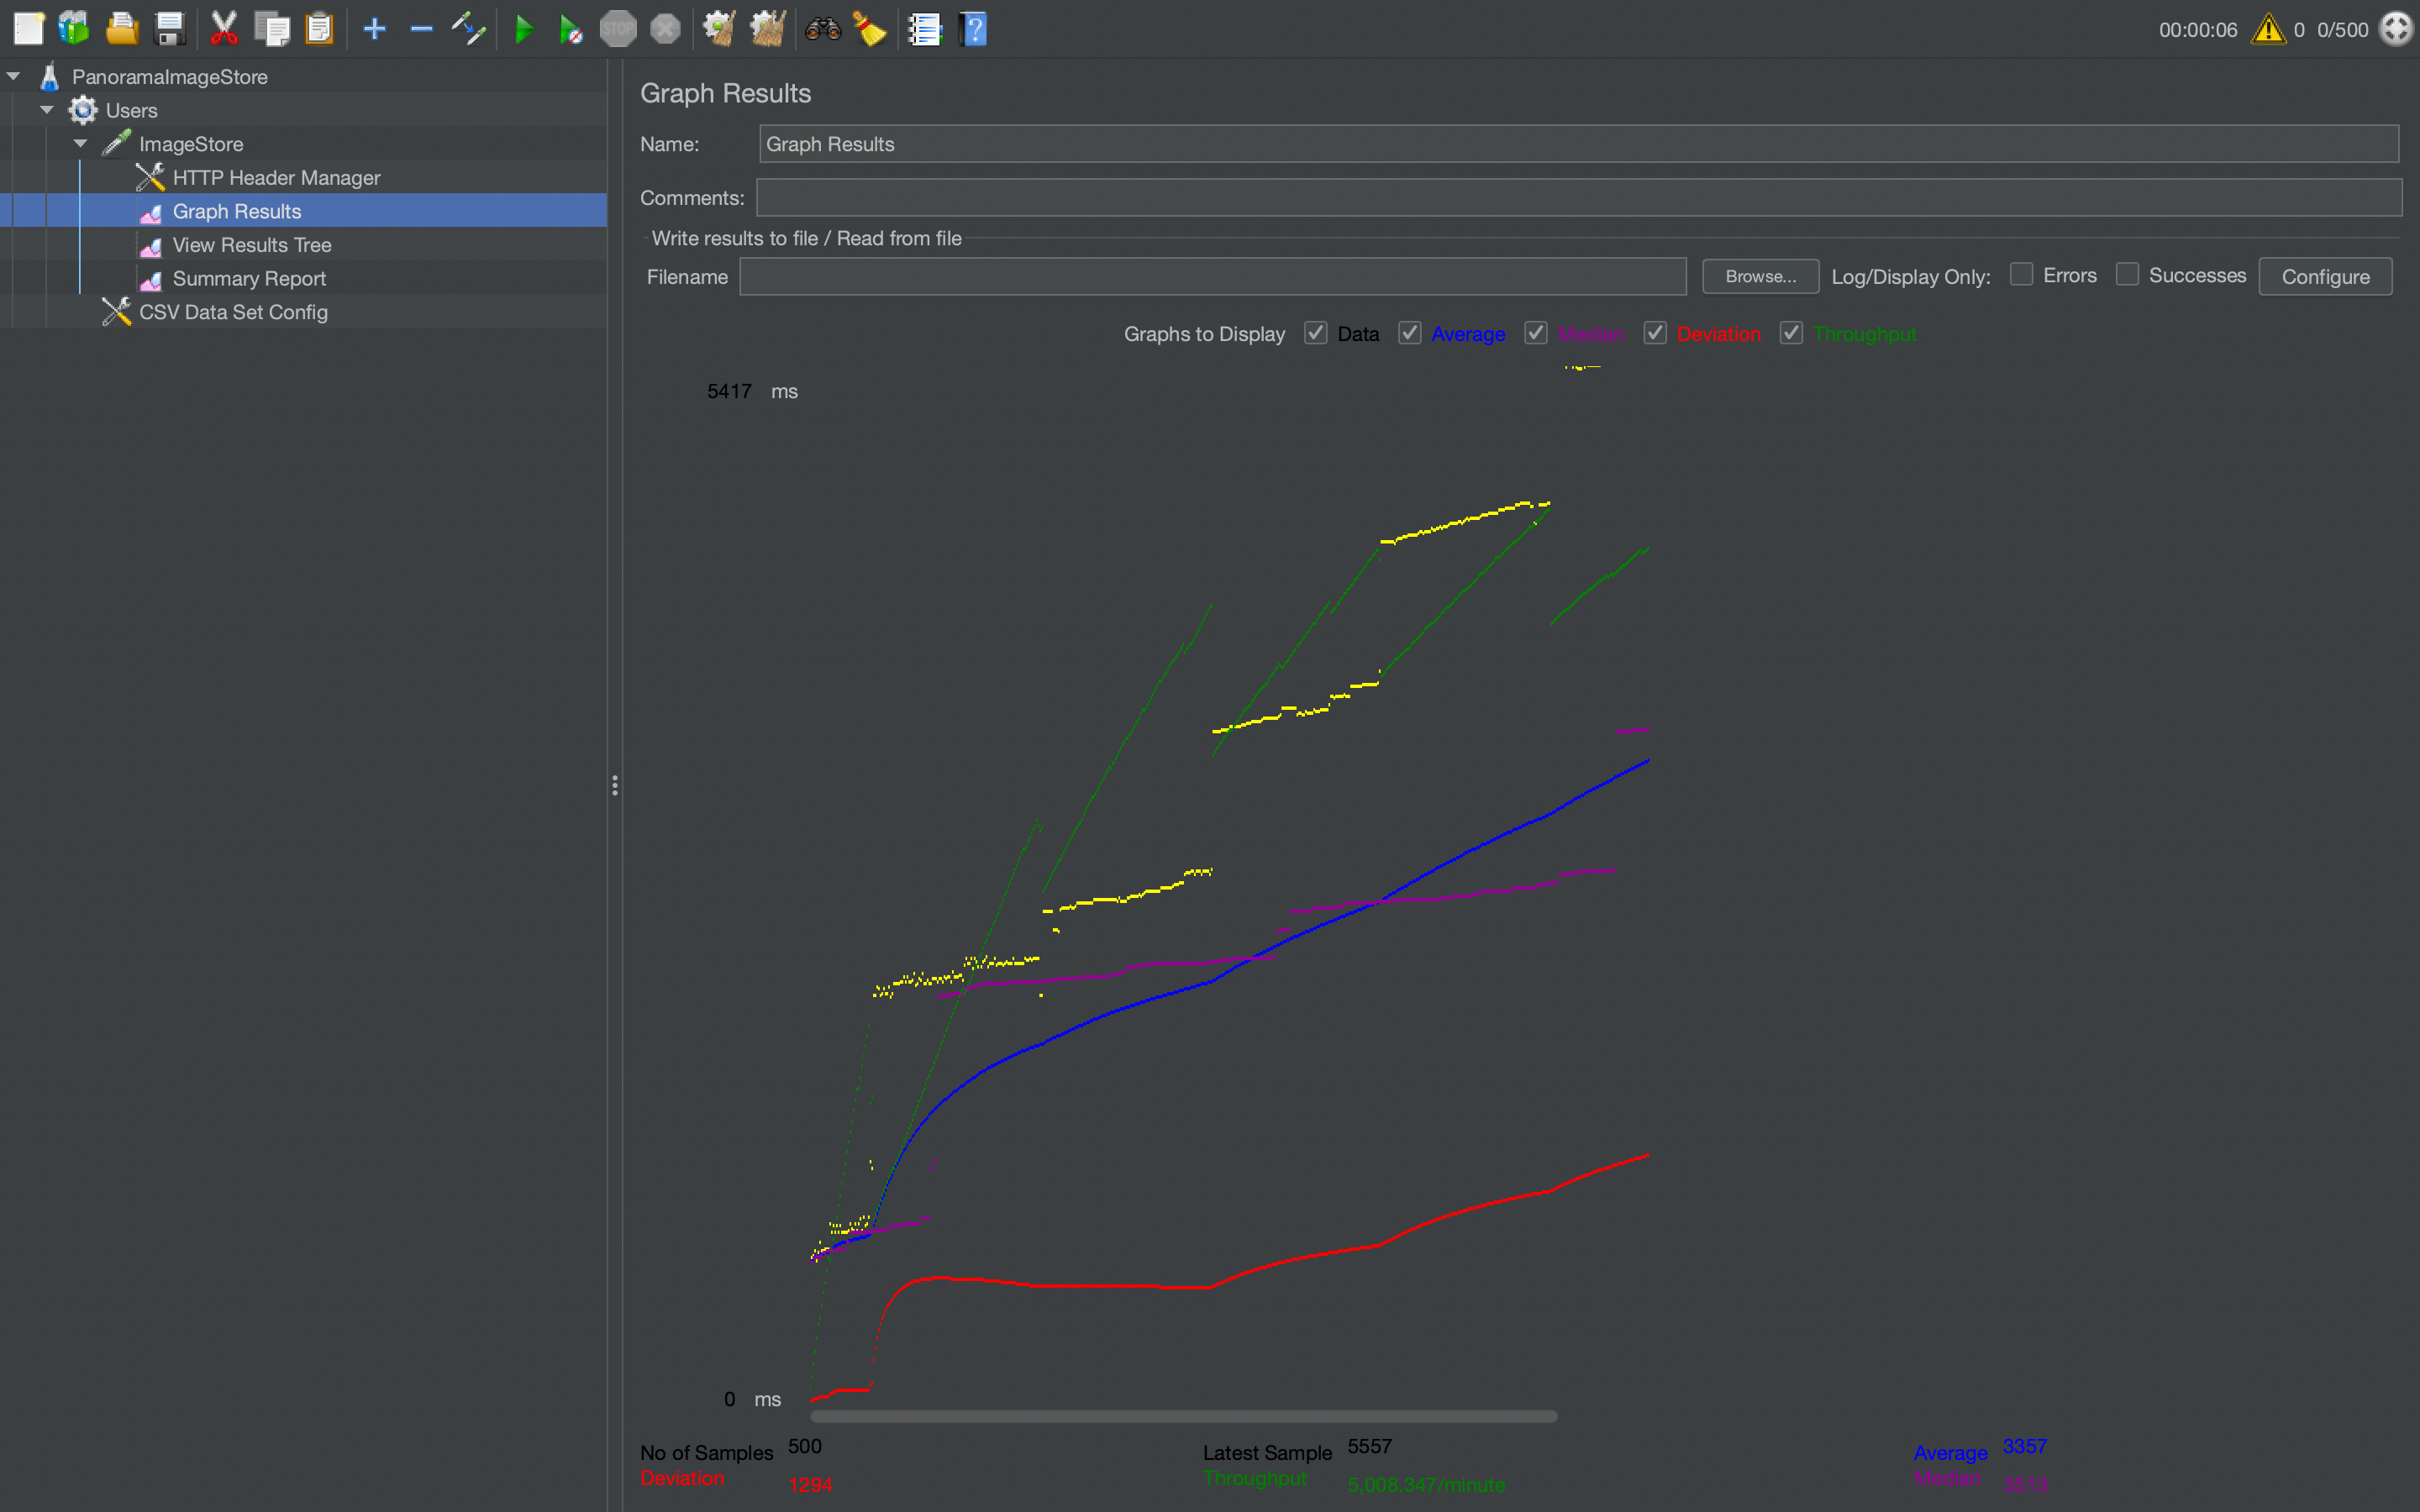 STOP
00:00:06 0 0/500
PanoramaImageStore
Users
ImageStore
HTTP Header Manager
Graph Results
View Results Tree
Summary Report
CSV Data Set Config
Graph Results
Name: Graph Results
Comments:
Write results to file / Read from file
Filename Browse... Log/Display Only: Errors Successes Configure
Graphs to Display Data Average Median Deviation Throughput
5417 ms
0 ms
No of Samples 500 Latest Sample 5557 Average 3357
Deviation 1294 Throughput 5,008.347/minute Median 3513